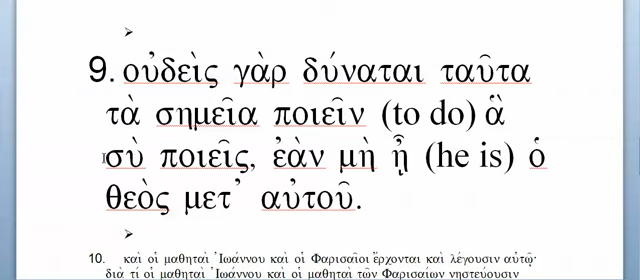 9. οὐδεὶς γὰρ δύναται ταῦτα
τὰ σημεῖα ποιεῖν (to do) ἃ
σὺ ποιεῖς, ἐὰν μὴ ᾖ (he is) ὁ
θεὸς μετ᾽ αὐτοῦ.
10. καὶ οἱ μαθηταὶ Ἰωάννου καὶ οἱ Φαρισαῖοι ἔρχονται καὶ λέγουσιν αὐτῷ·
διὰ τί οἱ μαθηταὶ Ἰωάννου καὶ οἱ μαθηταὶ τῶν Φαρισαίων νηστεύουσιν